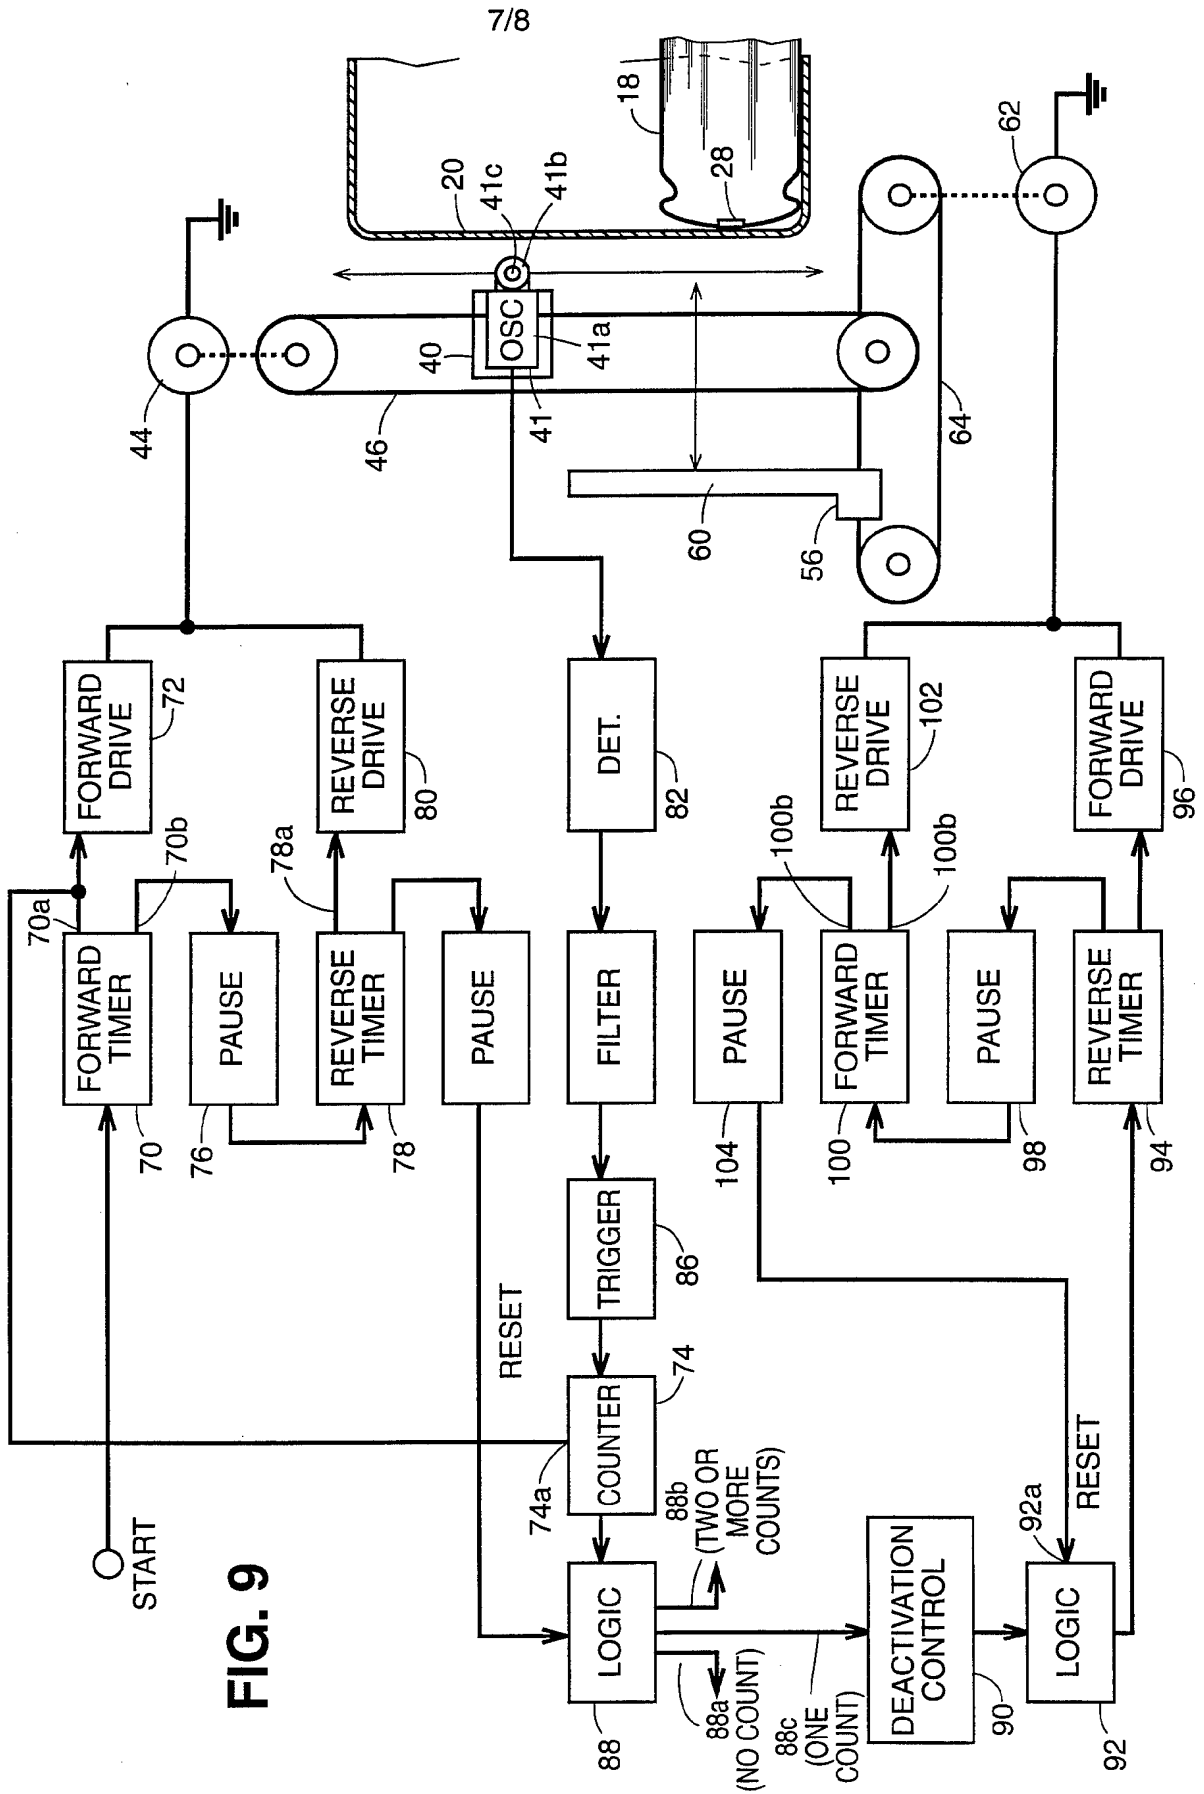 7/8
FIG. 9
START
70
FORWARD
TIMER
70a
70b
FORWARD
DRIVE
72
44
76
PAUSE
78
REVERSE
TIMER
78a
REVERSE
DRIVE
80
46
PAUSE
RESET
40
OSC
41
41a
41b
41c
20
18
28
88
LOGIC
74a
COUNTER
74
TRIGGER
86
FILTER
DET.
82
60
56
64
62
88a
(NO COUNT)
88b
(TWO OR
MORE
COUNTS)
88c
(ONE
COUNT)
104
PAUSE
100
FORWARD
TIMER
100b
100b
REVERSE
DRIVE
102
98
PAUSE
94
REVERSE
TIMER
FORWARD
DRIVE
96
DEACTIVATION
CONTROL
90
LOGIC
92
92a
RESET